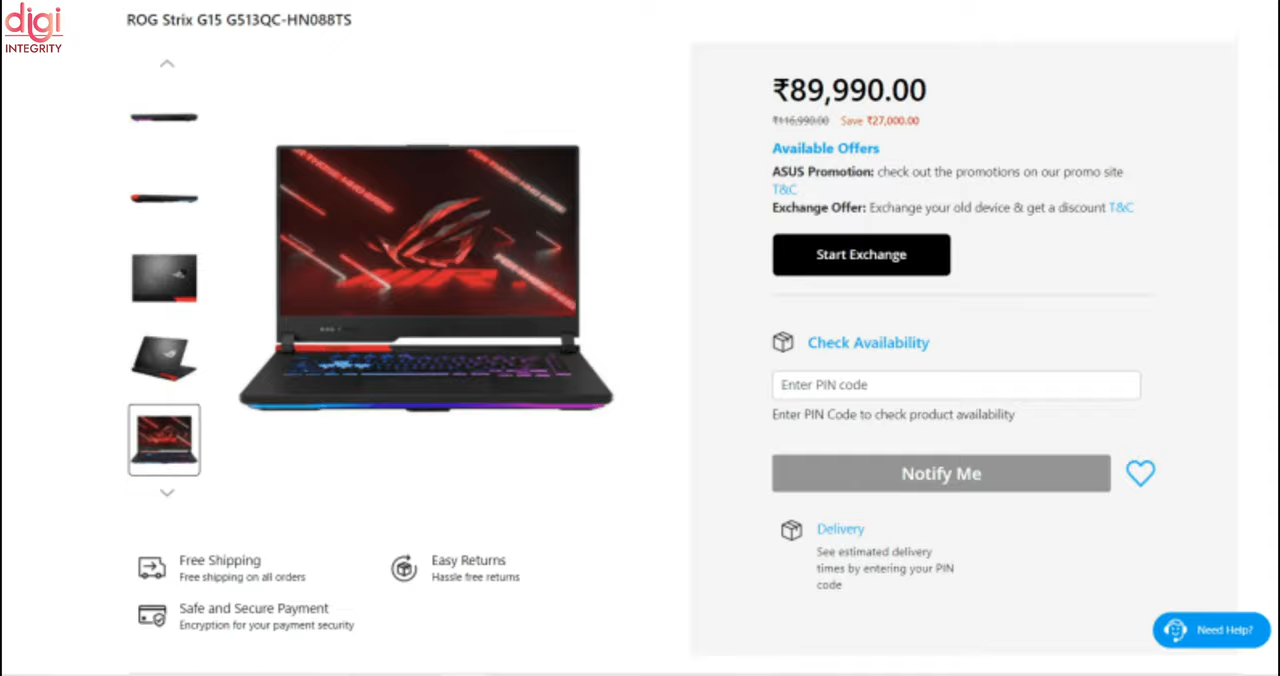 digi
INTEGRITY
ROG Strix G15 G513QC-HN088TS
₹89,990.00
₹116,990.00 Save ₹27,000.00
Available Offers
ASUS Promotion: check out the promotions on our promo site
T&C
Exchange Offer: Exchange your old device & get a discount T&C
Start Exchange
Check Availability
Enter PIN code
Enter PIN Code to check product availability
Notify Me
Delivery
See estimated delivery
times by entering your PIN
code
Free Shipping
Free shipping on all orders
Easy Returns
Hassle free returns
Safe and Secure Payment
Encryption for your payment security
Need Help?